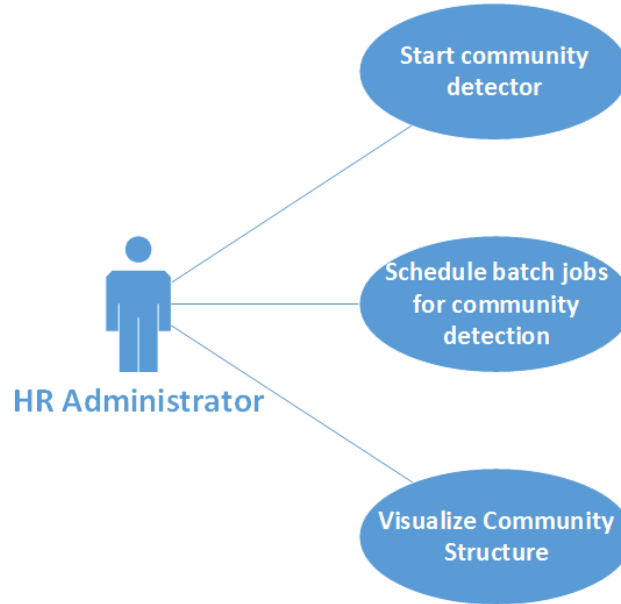 Start community
detector
Schedule batch jobs
for community
detection
HR Administrator
Visualize Community
Structure